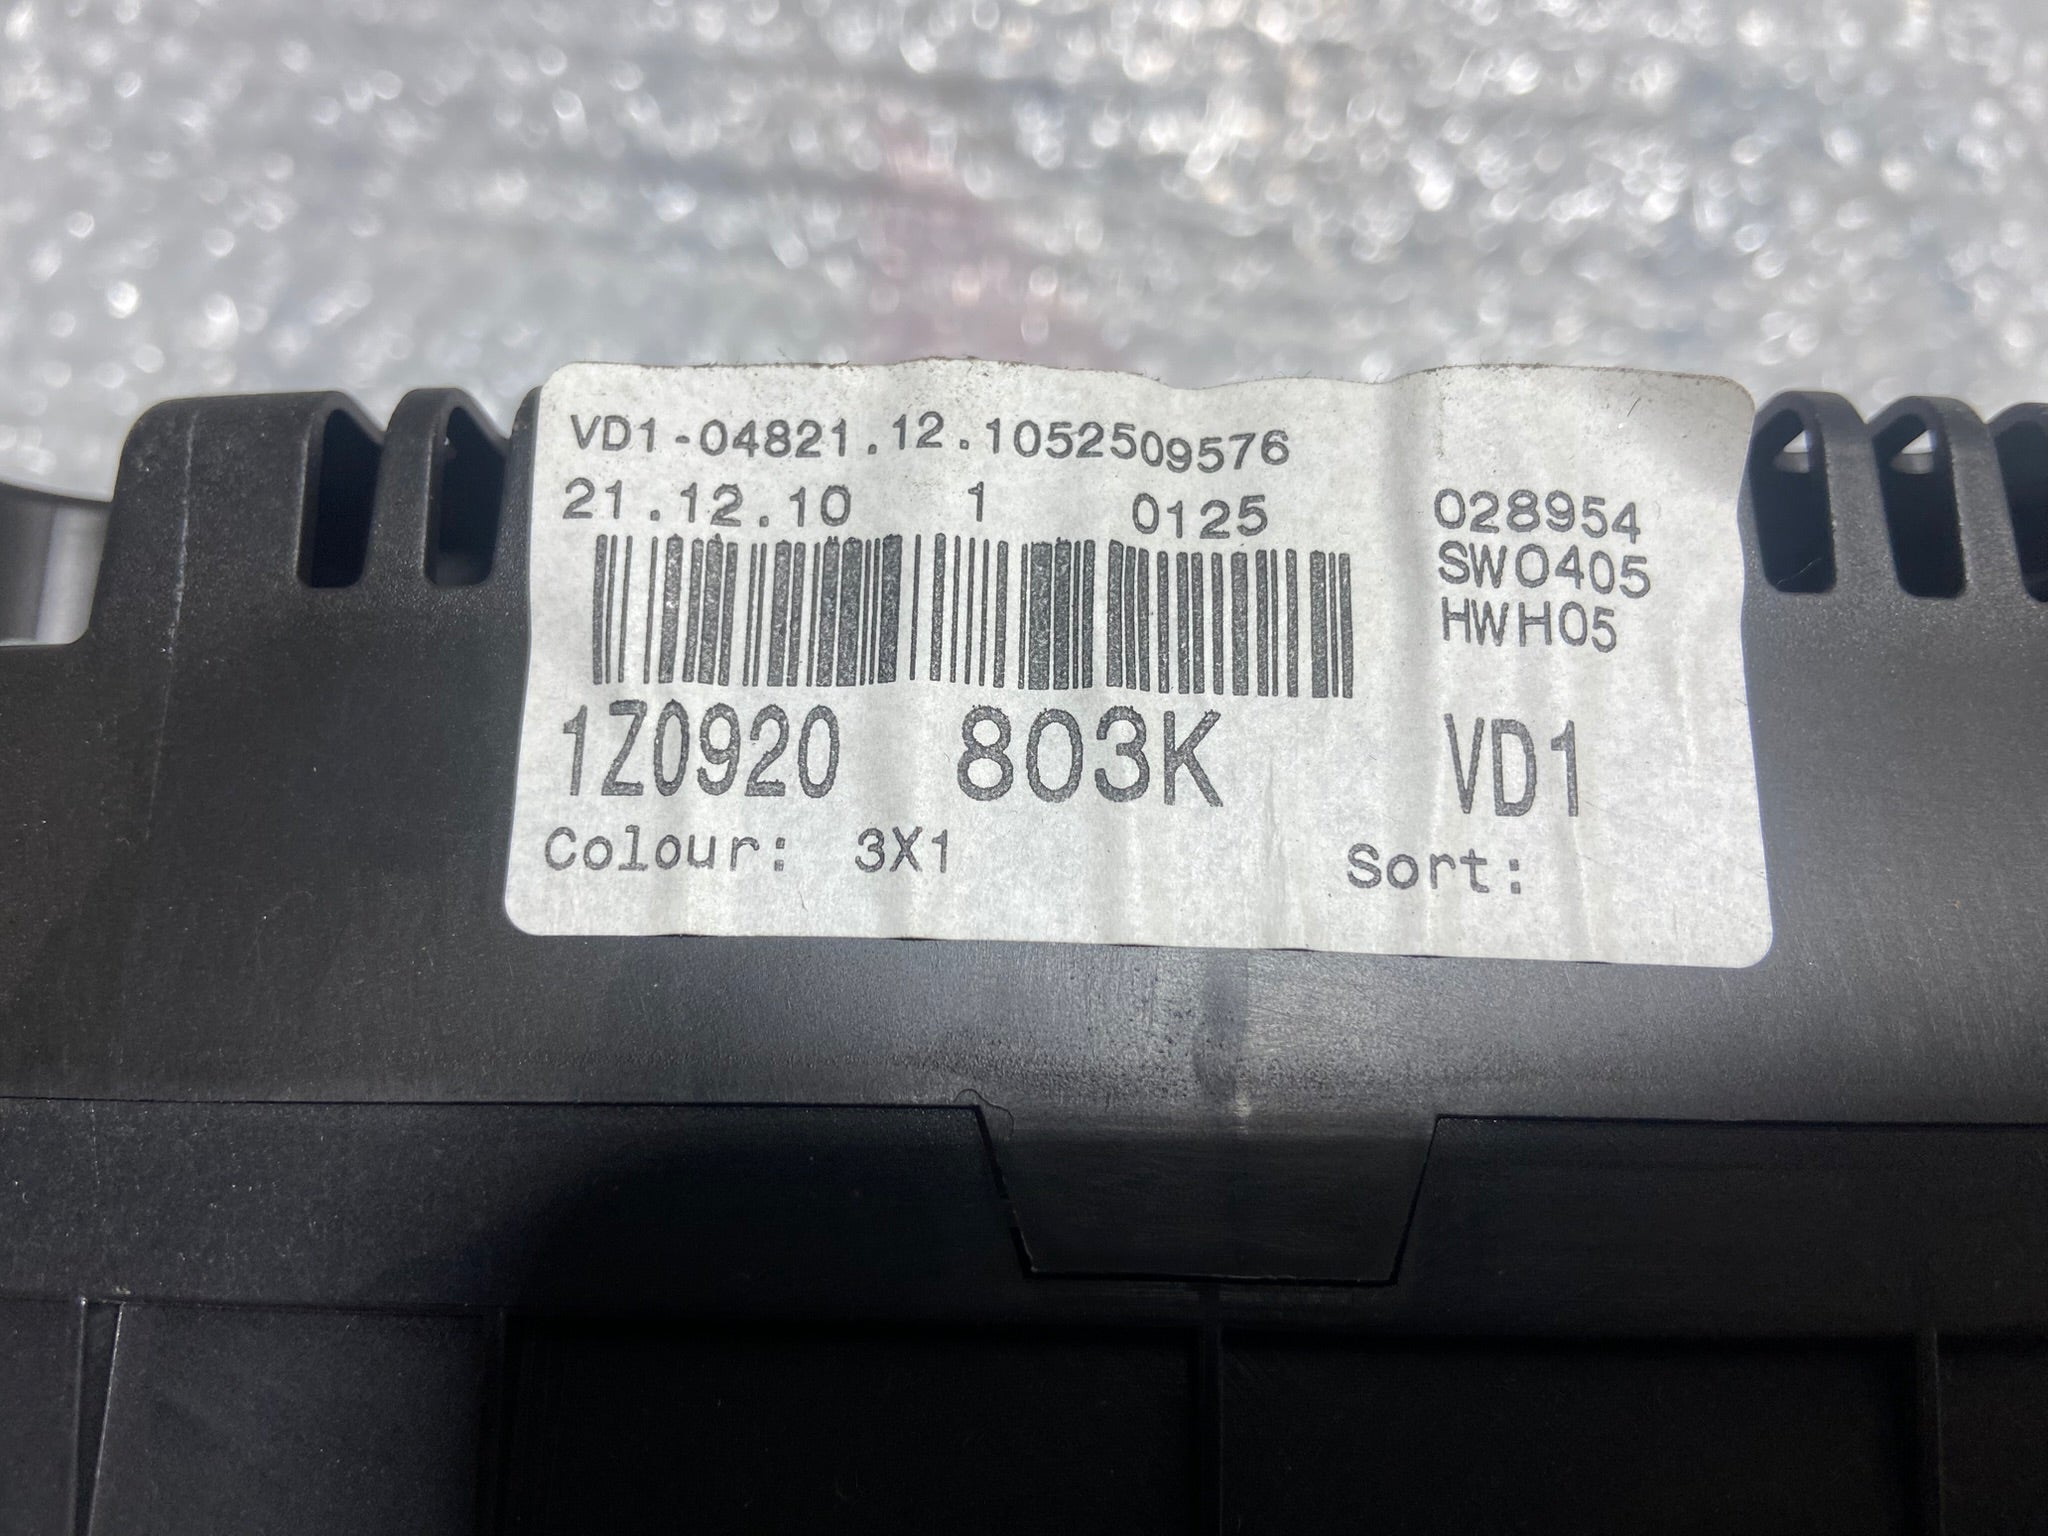 VD1-04821.12.1052509576
21.12.10 1 0125
028954
SW0405
HWH05
1Z0920 803K VD1
Colour: 3X1 Sort: